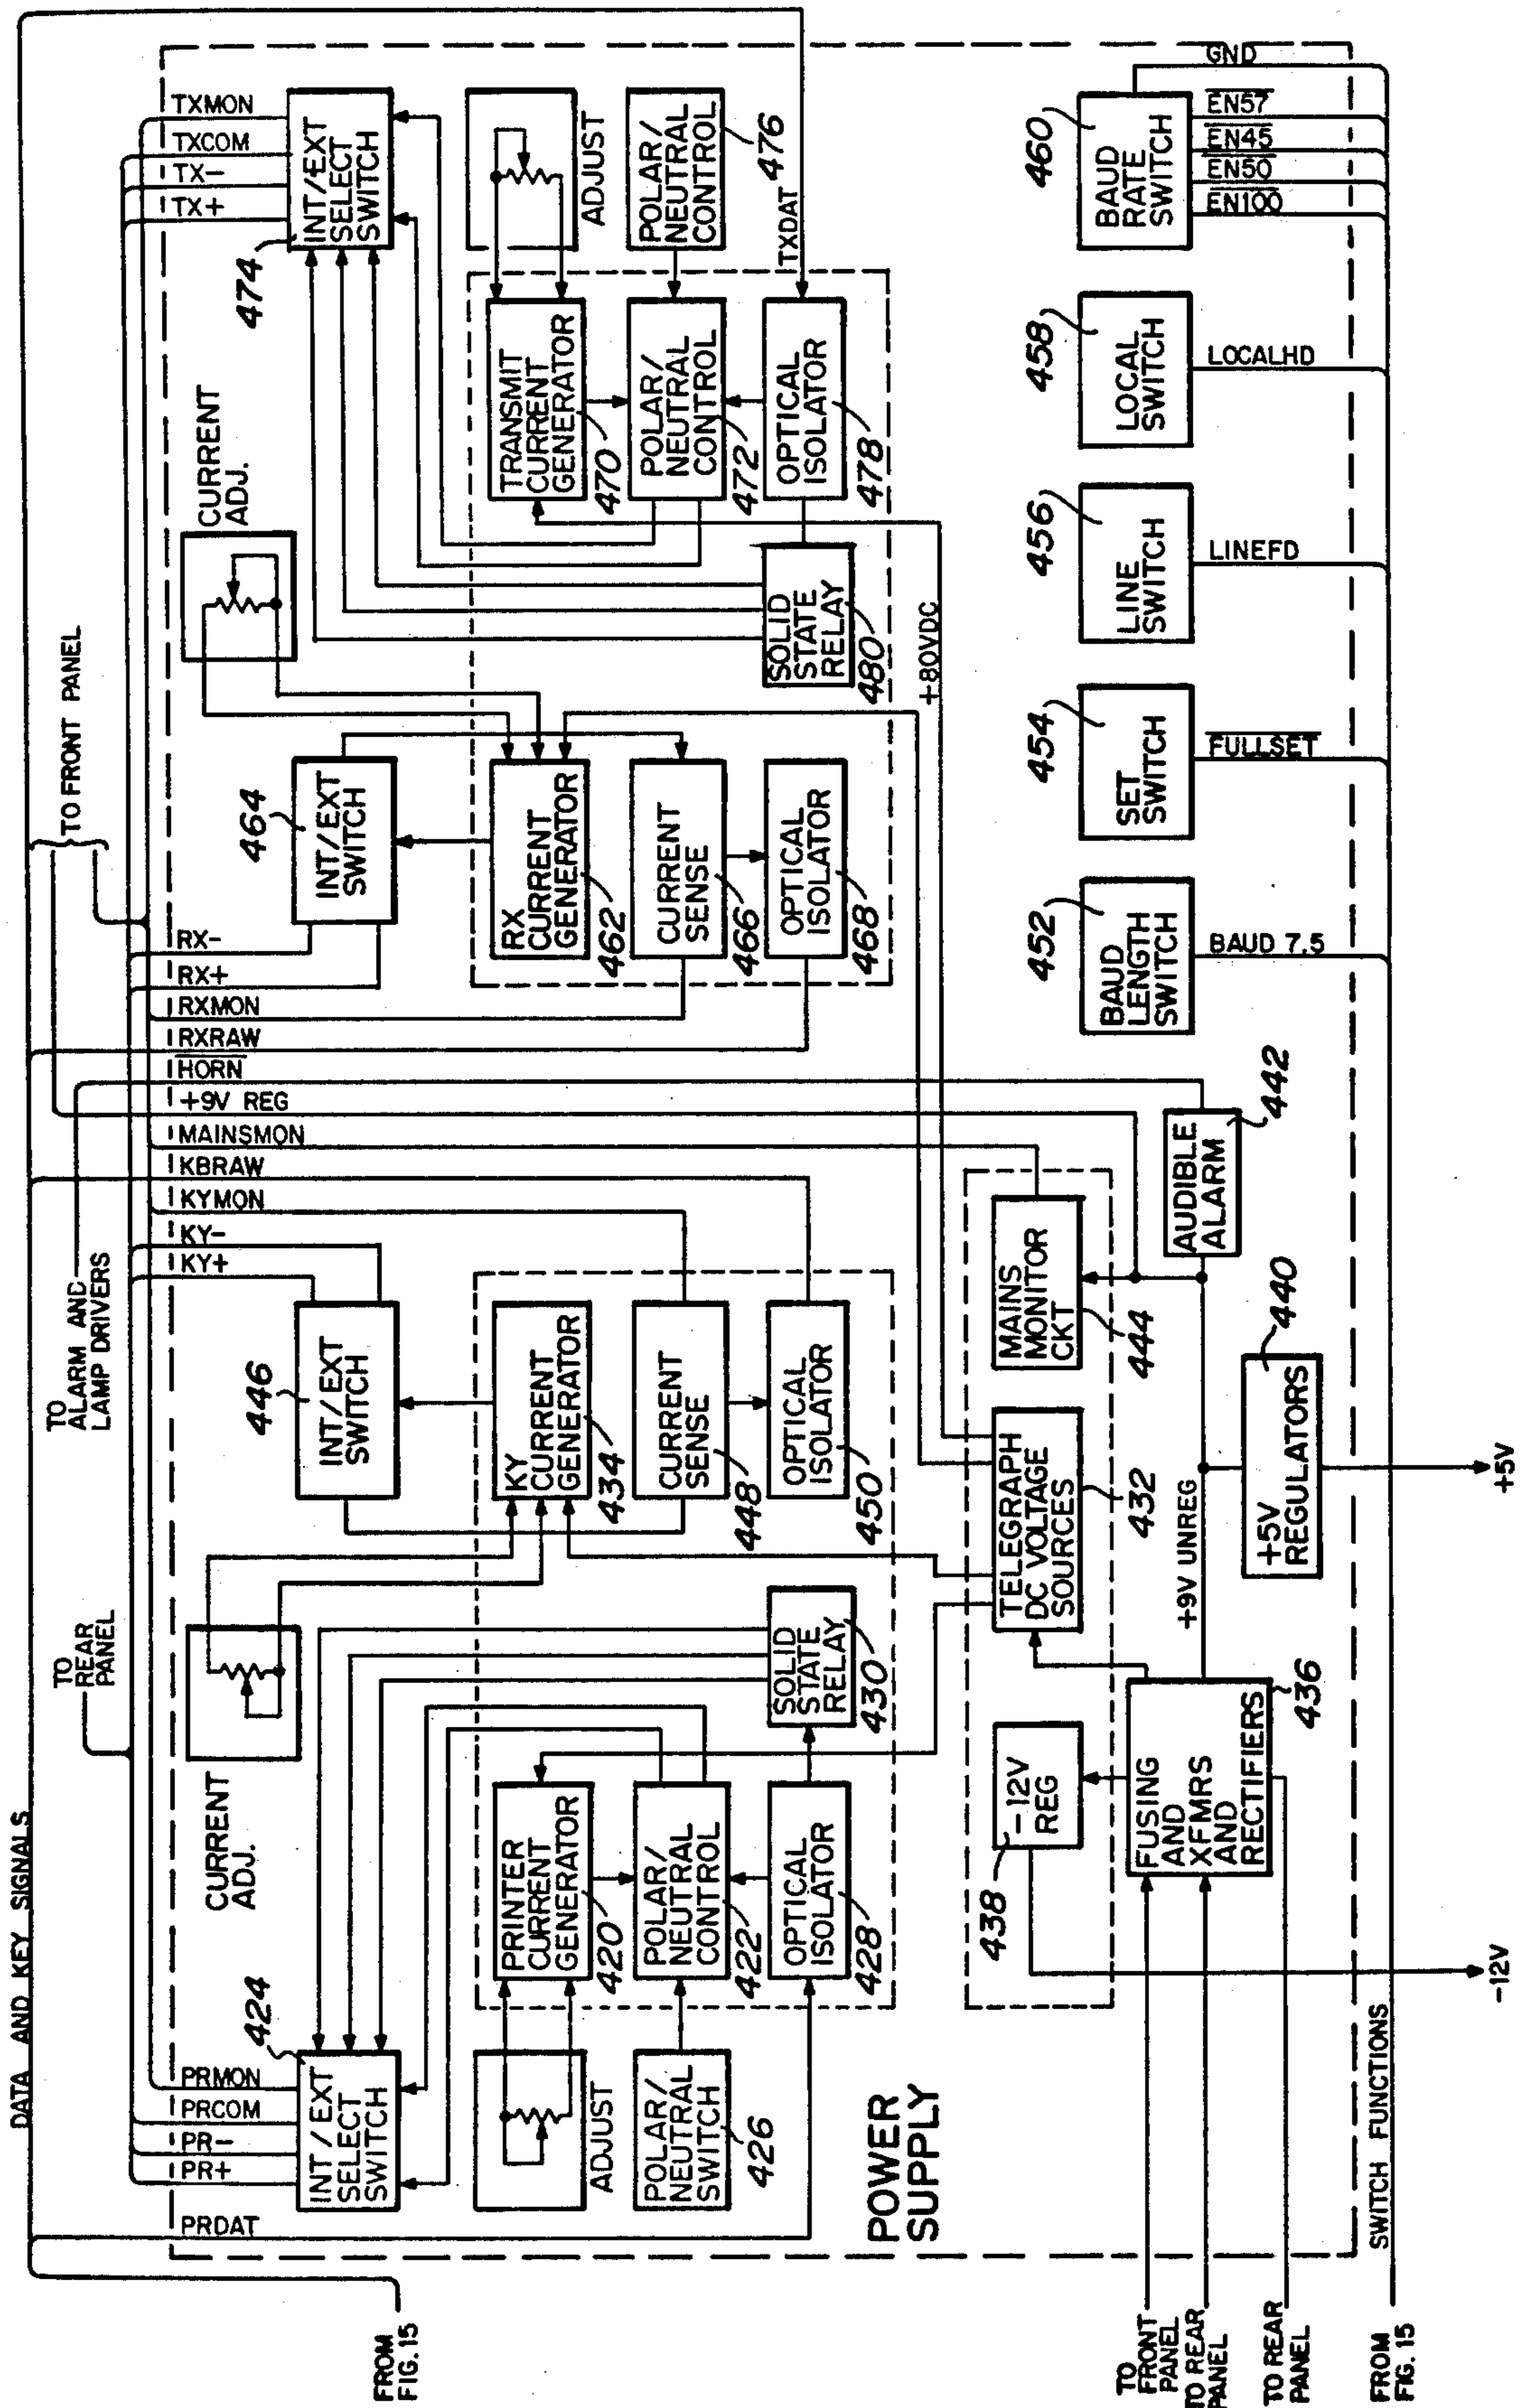 DATA AND KEY SIGNALS
FROM
FIG. 15
TO
REAR
PANEL
TO
ALARM AND
LAMP DRIVERS
TO FRONT PANEL
PRDAT
PR+
PR-
PRCOM
PRMON
KY+
KY-
KYMON
KBRAW
MAINSMON
+9V REG
HORN
RXRAW
RXMON
RX+
RX-
TX+
TX-
TXCOM
TXMON
424
INT/EXT
SELECT
SWITCH
CURRENT
ADJ.
446
INT/EXT
SWITCH
464
INT/EXT
SWITCH
CURRENT
ADJ.
474
INT/EXT
SELECT
SWITCH
ADJUST
PRINTER
CURRENT
GENERATOR
420
KY
CURRENT
GENERATOR
434
RX
CURRENT
GENERATOR
462
TRANSMIT
CURRENT
GENERATOR
470
ADJUST
POLAR/
NEUTRAL
SWITCH
426
POLAR/
NEUTRAL
CONTROL
422
CURRENT
SENSE
448
CURRENT
SENSE
466
POLAR/
NEUTRAL
CONTROL
472
POLAR/
NEUTRAL
CONTROL
476
OPTICAL
ISOLATOR
428
SOLID
STATE
RELAY
430
OPTICAL
ISOLATOR
450
OPTICAL
ISOLATOR
468
SOLID
STATE
RELAY
480
OPTICAL
ISOLATOR
478
TXDAT
POWER
SUPPLY
+80VDC
438
-12V
REG
TELEGRAPH
DC VOLTAGE
SOURCES
432
MAINS
MONITOR
CKT
444
FUSING
AND
XFMRS
AND
RECTIFIERS
436
+9V UNREG
+5V
REGULATORS
440
AUDIBLE
ALARM
442
452
BAUD
LENGTH
SWITCH
BAUD 7.5
454
SET
SWITCH
FULLSET
456
LINE
SWITCH
LINEFD
458
LOCAL
SWITCH
LOCALHD
460
BAUD
RATE
SWITCH
EN100
EN50
EN45
EN57
GND
TO
FRONT
PANEL
TO REAR
PANEL
TO REAR
PANEL
FROM
FIG. 15
SWITCH FUNCTIONS
-12V
+5V